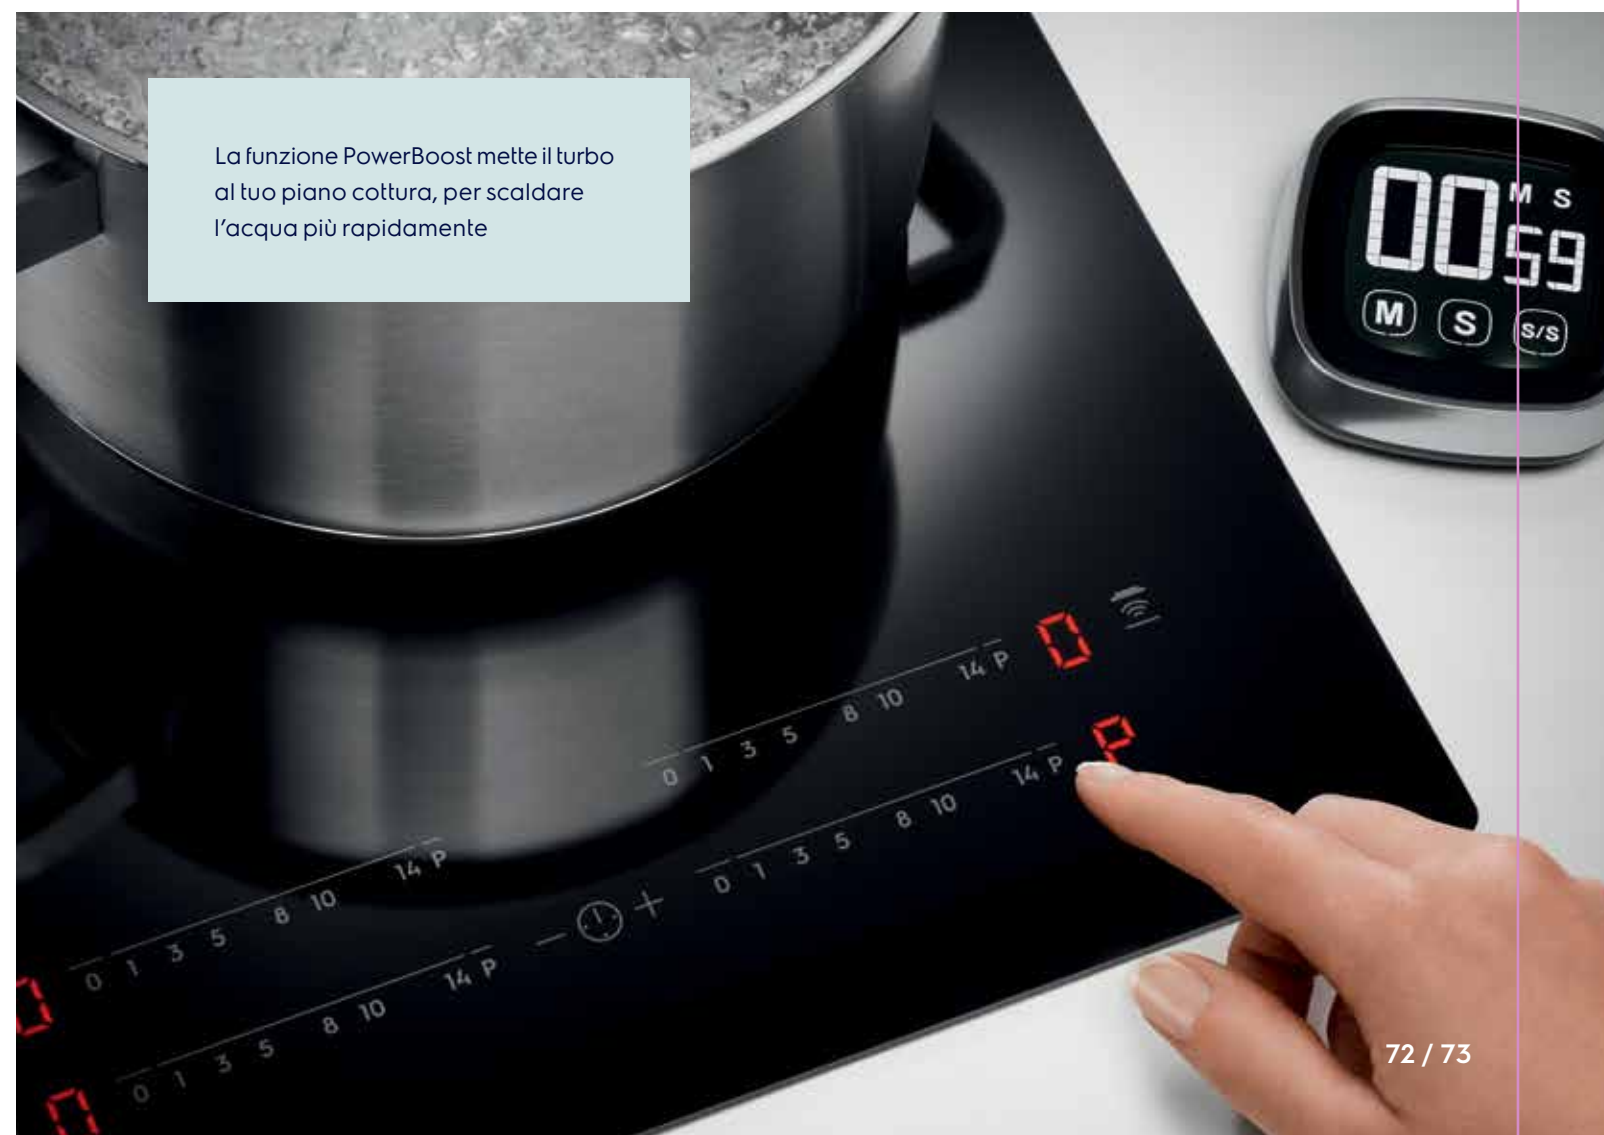 La funzione PowerBoost mette il turbo
al tuo piano cottura, per scaldare
l'acqua più rapidamente
M S
00 59
M S S/S
0 1 3 5 8 10 14 P 0
0 1 3 5 8 10 14 P P
0 0 1 3 5 8 10 14 P
0 0 1 3 5 8 10 14 P
72 / 73